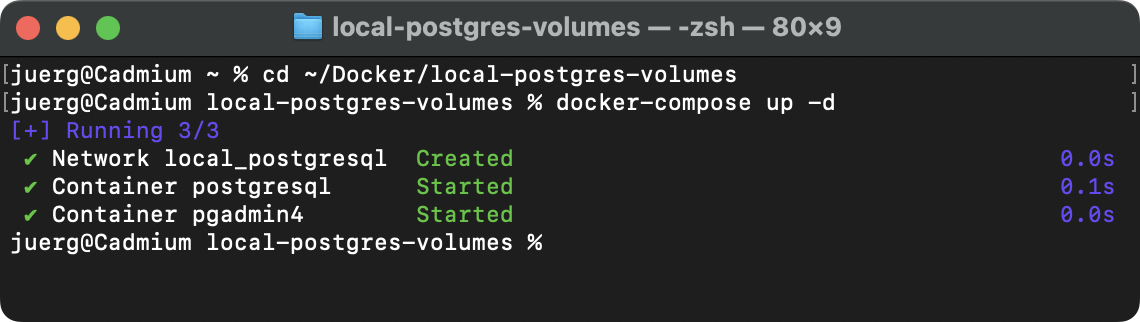 local-postgres-volumes — -zsh — 80×9
[juerg@Cadmium ~ % cd ~/Docker/local-postgres-volumes ]
[juerg@Cadmium local-postgres-volumes % docker-compose up -d ]
[+] Running 3/3
✔ Network local_postgresql Created 0.0s
✔ Container postgresql Started 0.1s
✔ Container pgadmin4 Started 0.0s
juerg@Cadmium local-postgres-volumes %